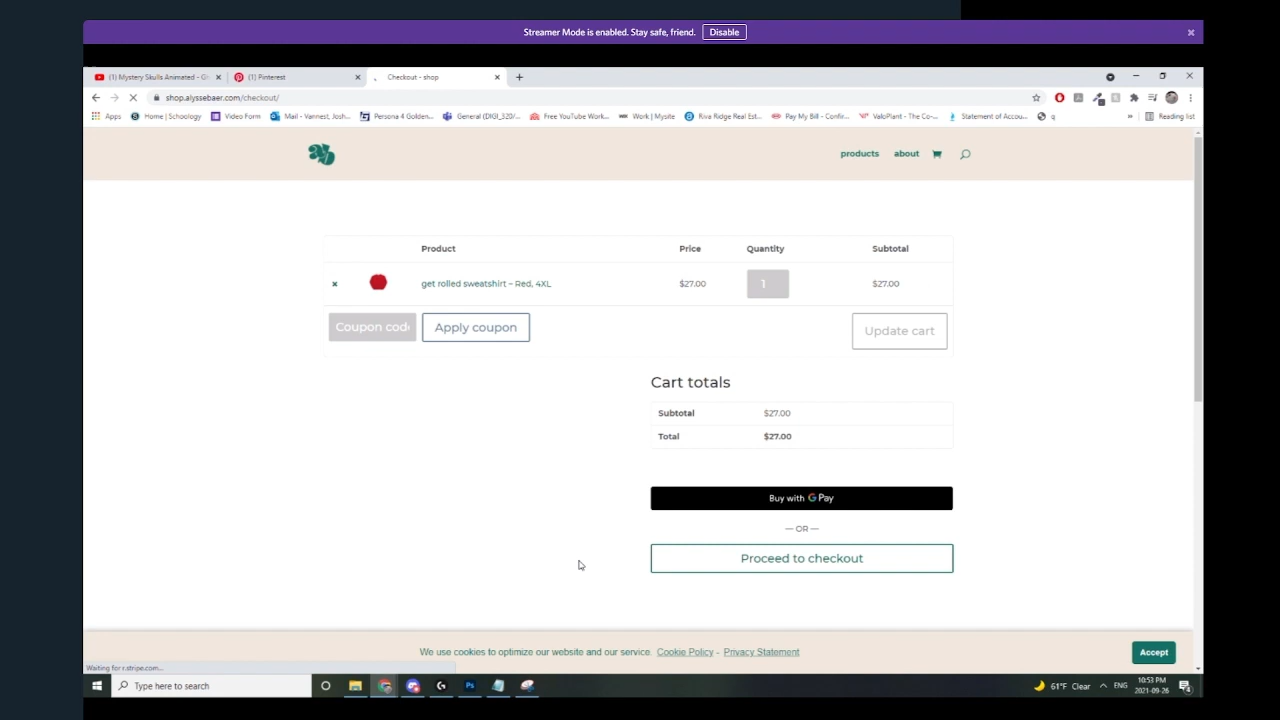 Streamer Mode is enabled. Stay safe, friend. Disable
(1) Mystery Skulls Animated - G
(1) Pinterest
Checkout - shop
shop.alyssebaer.com/checkout/
Apps
Home | Schoology
Video Form
Mail - Vannest, Josh...
Persona 4 Golden...
General (DIGI_320/...
Free YouTube Work...
Work | Mysite
Riva Ridge Real Est...
Pay My Bill - Confir...
ValoPlant - The Co-...
Statement of Accou...
q
»
Reading list
products about
Product Price Quantity Subtotal
× get rolled sweatshirt – Red, 4XL $27.00 1 $27.00
Coupon code Apply coupon Update cart
Cart totals
Subtotal $27.00
Total $27.00
Buy with G Pay
— OR —
Proceed to checkout
We use cookies to optimize our website and our service. Cookie Policy - Privacy Statement Accept
Waiting for r.stripe.com...
Type here to search
61°F Clear
ENG
10:53 PM
2021-09-26